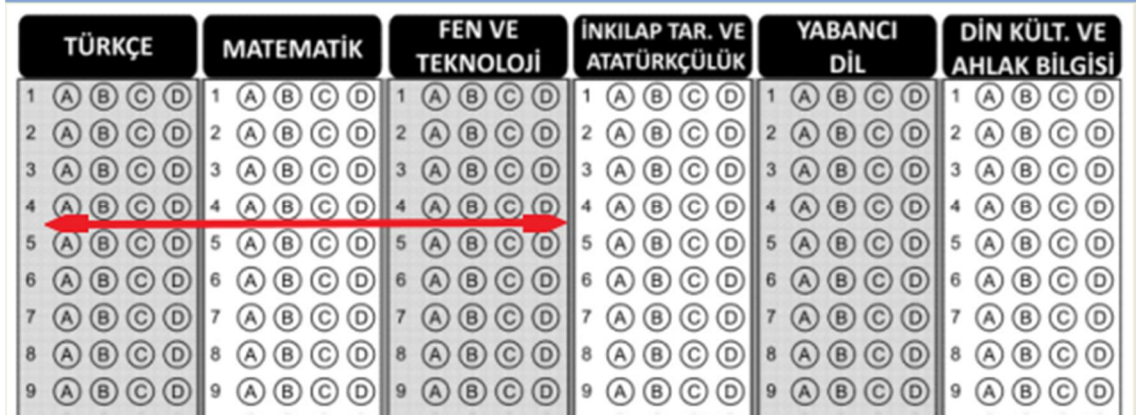 TÜRKÇE MATEMATİK FEN VE TEKNOLOJİ İNKILAP TAR. VE ATATÜRKÇÜLÜK YABANCI DİL DİN KÜLT. VE AHLAK BİLGİSİ
1 A B C D 1 A B C D 1 A B C D 1 A B C D 1 A B C D 1 A B C D
2 A B C D 2 A B C D 2 A B C D 2 A B C D 2 A B C D 2 A B C D
3 A B C D 3 A B C D 3 A B C D 3 A B C D 3 A B C D 3 A B C D
4 A B C D 4 A B C D 4 A B C D 4 A B C D 4 A B C D 4 A B C D
5 A B C D 5 A B C D 5 A B C D 5 A B C D 5 A B C D 5 A B C D
6 A B C D 6 A B C D 6 A B C D 6 A B C D 6 A B C D 6 A B C D
7 A B C D 7 A B C D 7 A B C D 7 A B C D 7 A B C D 7 A B C D
8 A B C D 8 A B C D 8 A B C D 8 A B C D 8 A B C D 8 A B C D
9 A B C D 9 A B C D 9 A B C D 9 A B C D 9 A B C D 9 A B C D